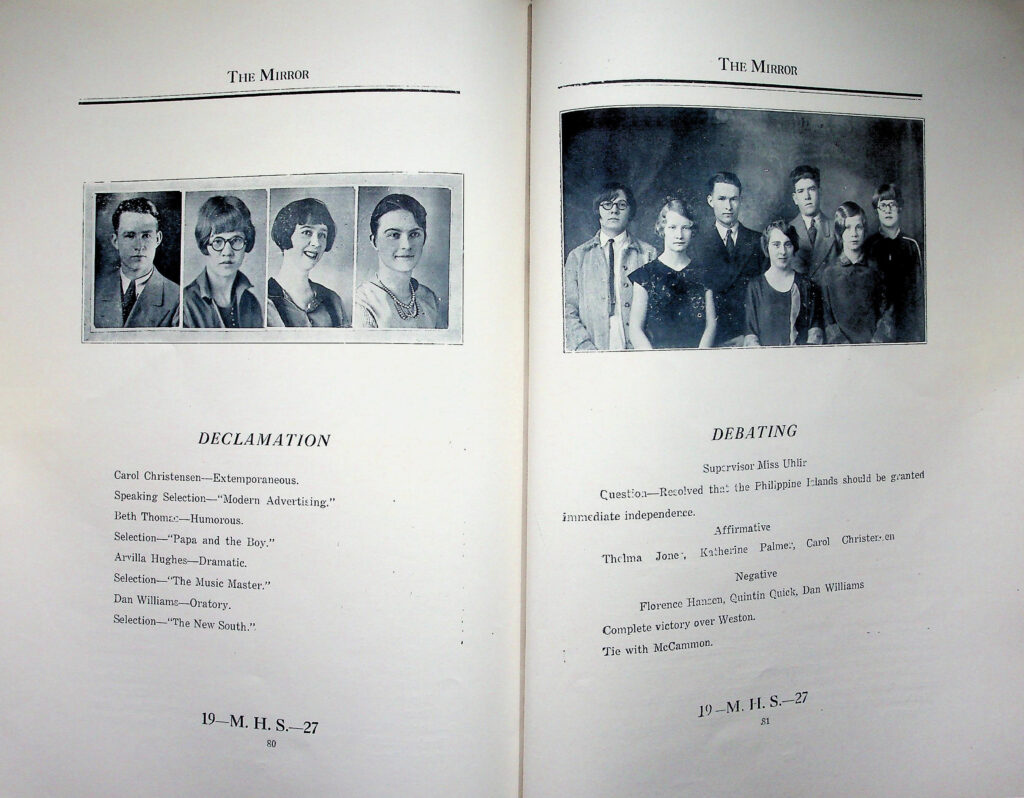 THE MIRROR
DECLAMATION
Carol Christensen—Extemporaneous.
Speaking Selection—"Modern Advertising."
Beth Thomas—Humorous.
Selection—"Papa and the Boy."
Arvilla Hughes—Dramatic.
Selection—"The Music Master."
Dan Williams—Oratory.
Selection—"The New South."
19—M. H. S.—27
80
THE MIRROR
DEBATING
Supervisor Miss Uhlir
Question—Resolved that the Philippine Islands should be granted
immediate independence.
Affirmative
Thelma Jones, Katherine Palmer, Carol Christensen
Negative
Florence Hansen, Quintin Quick, Dan Williams
Complete victory over Weston.
Tie with McCammon.
19—M. H. S.—27
81